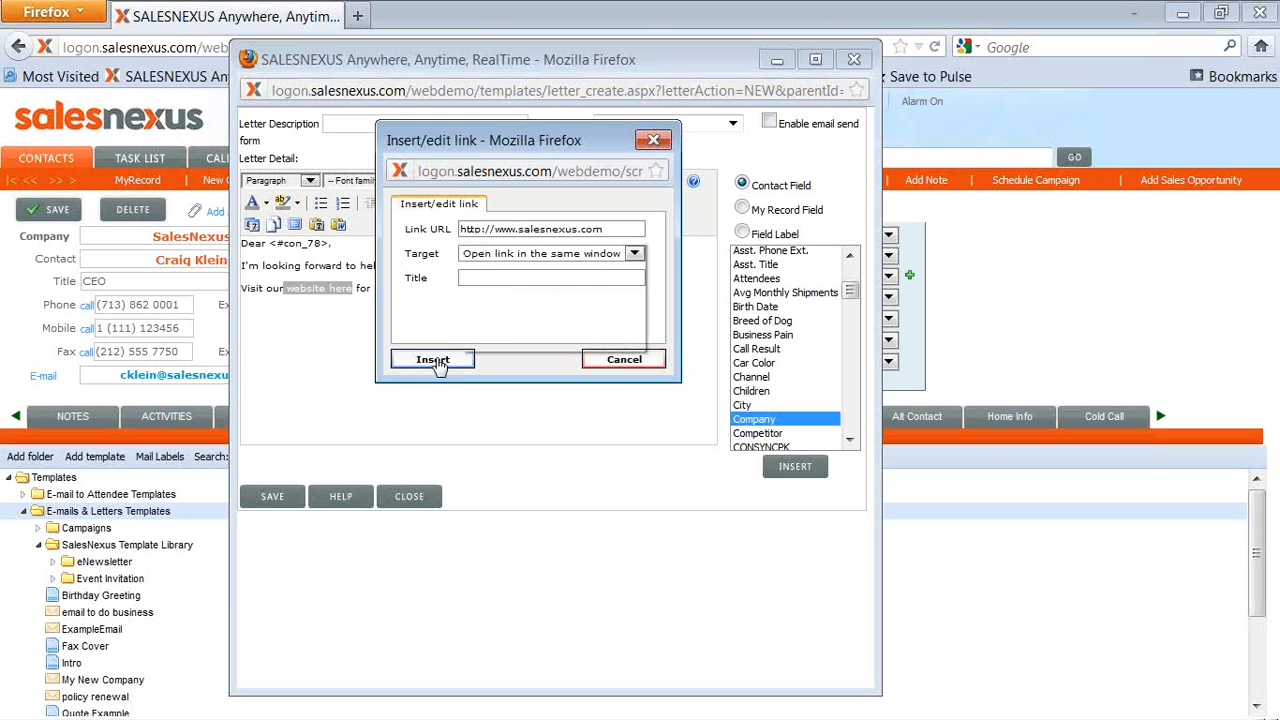 Firefox
SALESNEXUS Anywhere, Anytim...
logon.salesnexus.com/web
Google
Most Visited
SALESNEXUS An
Save to Pulse
Bookmarks
salesnexus
Alarm On
GO
CONTACTS
TASK LIST
CAL
<< < > >>
MyRecord
New C
Add Note
Schedule Campaign
Add Sales Opportunity
SAVE
DELETE
Add
Company
SalesNexus
Contact
Craig Klein
Title
CEO
Phone
call
(713) 862 0001
Ex
Mobile
call
1 (111) 123456
Fax
call
(212) 555 7750
Ex
E-mail
cklein@salesnexu
NOTES
ACTIVITIES
Alt Contact
Home Info
Cold Call
Add folder
Add template
Mail Labels
Search:
Templates
E-mail to Attendee Templates
E-mails & Letters Templates
Campaigns
SalesNexus Template Library
eNewsletter
Event Invitation
Birthday Greeting
email to do business
ExampleEmail
Fax Cover
Intro
My New Company
policy renewal
Quote Example
SALESNEXUS Anywhere, Anytime, RealTime - Mozilla Firefox
logon.salesnexus.com/webdemo/templates/letter_create.aspx?letterAction=NEW&parentId=
Letter Description
form
Enable email send
Letter Detail:
Paragraph
-- Font family
Dear <#con_78>,
I'm looking forward to hel
Visit our website here for
Contact Field
My Record Field
Field Label
Asst. Phone Ext.
Asst. Title
Attendees
Avg Monthly Shipments
Birth Date
Breed of Dog
Business Pain
Call Result
Car Color
Channel
Children
City
Company
Competitor
CONSYNCPK
INSERT
SAVE
HELP
CLOSE
Insert/edit link - Mozilla Firefox
logon.salesnexus.com/webdemo/scr
Insert/edit link
Link URL
http://www.salesnexus.com
Target
Open link in the same window
Title
Insert
Cancel